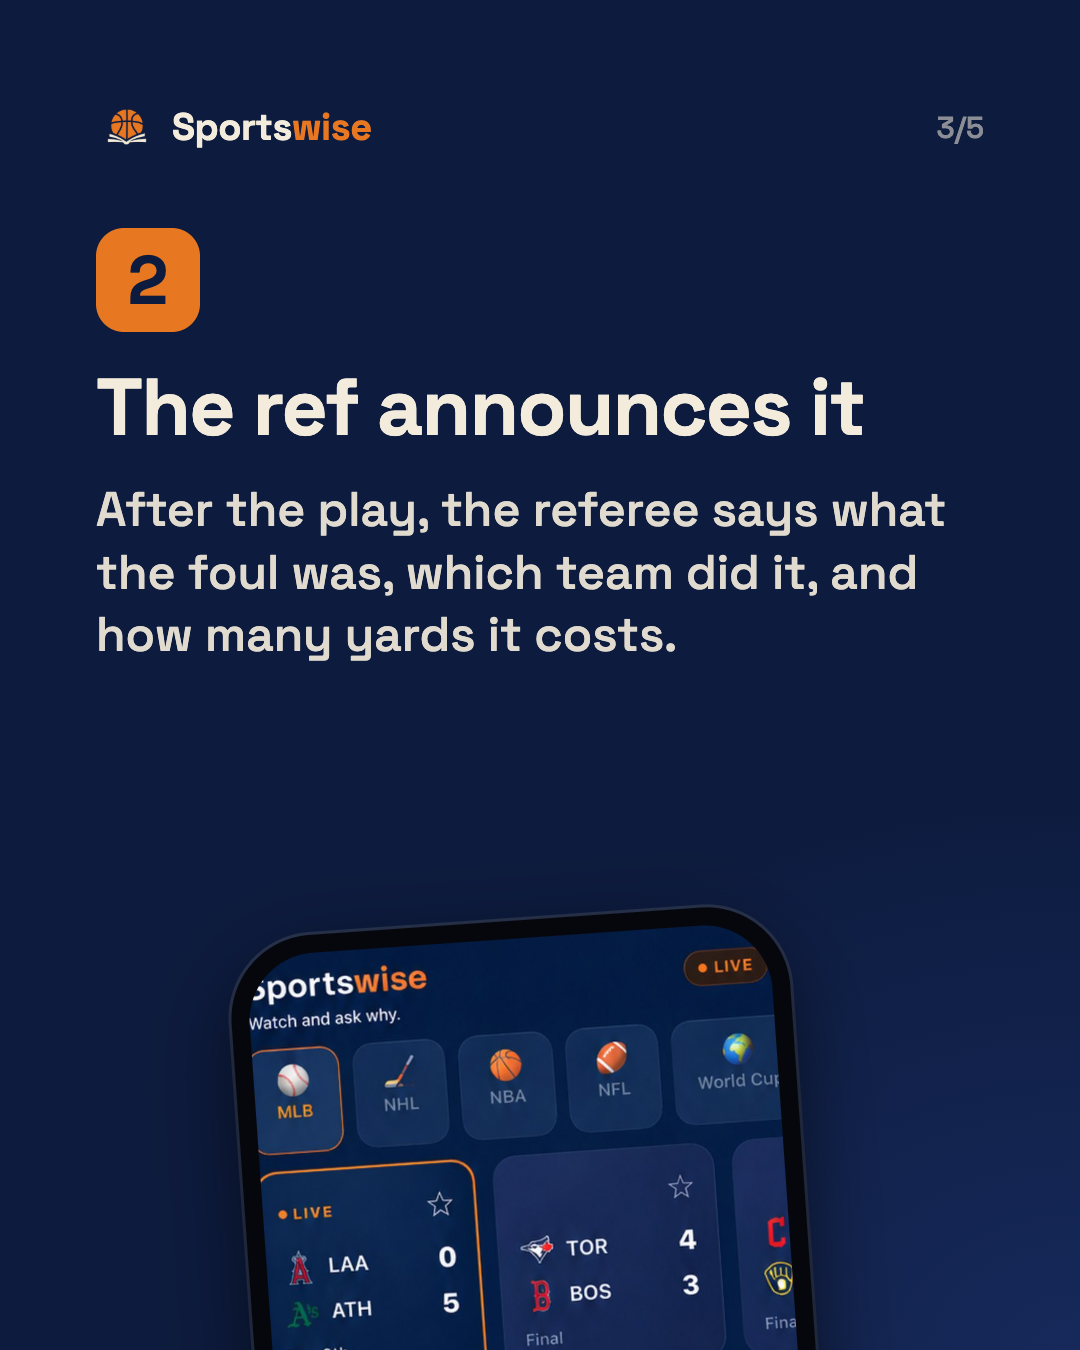 Sportswise
3/5
2
The ref announces it
After the play, the referee says what
the foul was, which team did it, and
how many yards it costs.
Sportswise
LIVE
Watch and ask why.
MLB
NHL
NBA
NFL
World Cup
LIVE
LAA 0
A's ATH 5
TOR 4
B BOS 3
Final
C
Fina